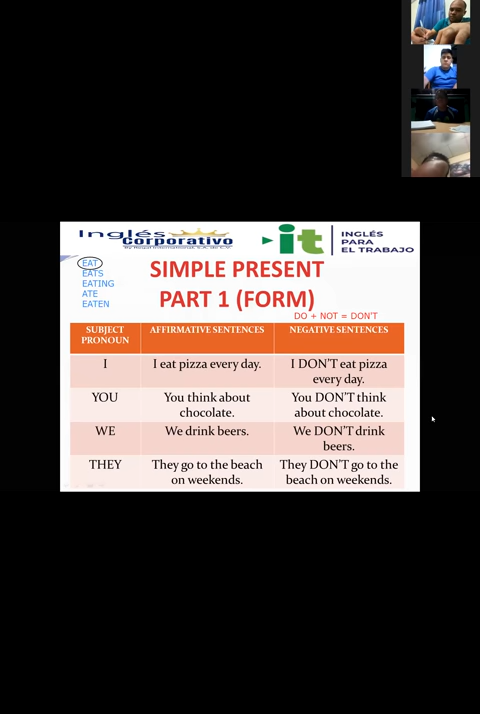 Inglés
Corporativo
it
INGLÉS
PARA
EL TRABAJO
EAT
EATS
EATING
ATE
EATEN
SIMPLE PRESENT
PART 1 (FORM)
DO + NOT = DON'T
SUBJECT
PRONOUN
AFFIRMATIVE SENTENCES
NEGATIVE SENTENCES
I
I eat pizza every day.
I DON'T eat pizza
every day.
YOU
You think about
chocolate.
You DON'T think
about chocolate.
WE
We drink beers.
We DON'T drink
beers.
THEY
They go to the beach
on weekends.
They DON'T go to the
beach on weekends.